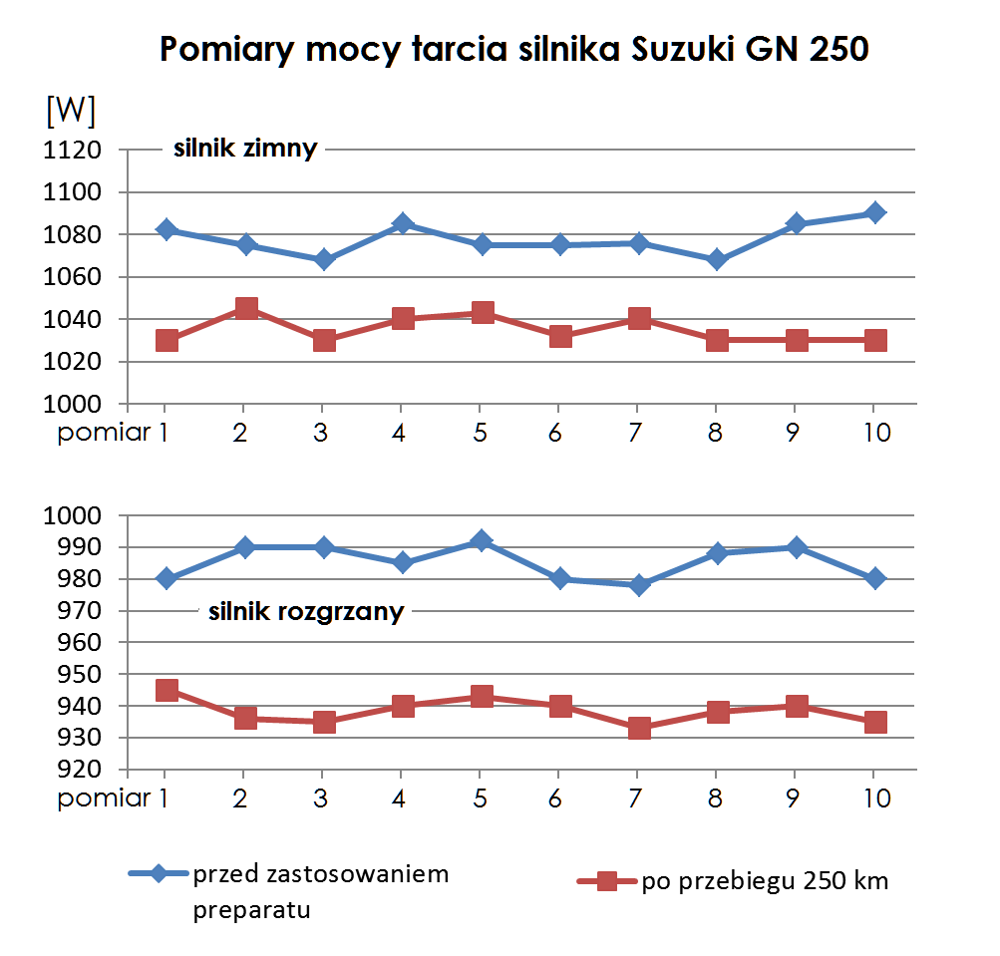 Pomiary mocy tarcia silnika Suzuki GN 250
[W]
silnik zimny
1120
1100
1080
1060
1040
1020
1000
pomiar 1 2 3 4 5 6 7 8 9 10
1000
990
980
970
silnik rozgrzany
960
950
940
930
920
pomiar 1 2 3 4 5 6 7 8 9 10
przed zastosowaniem
preparatu
po przebiegu 250 km